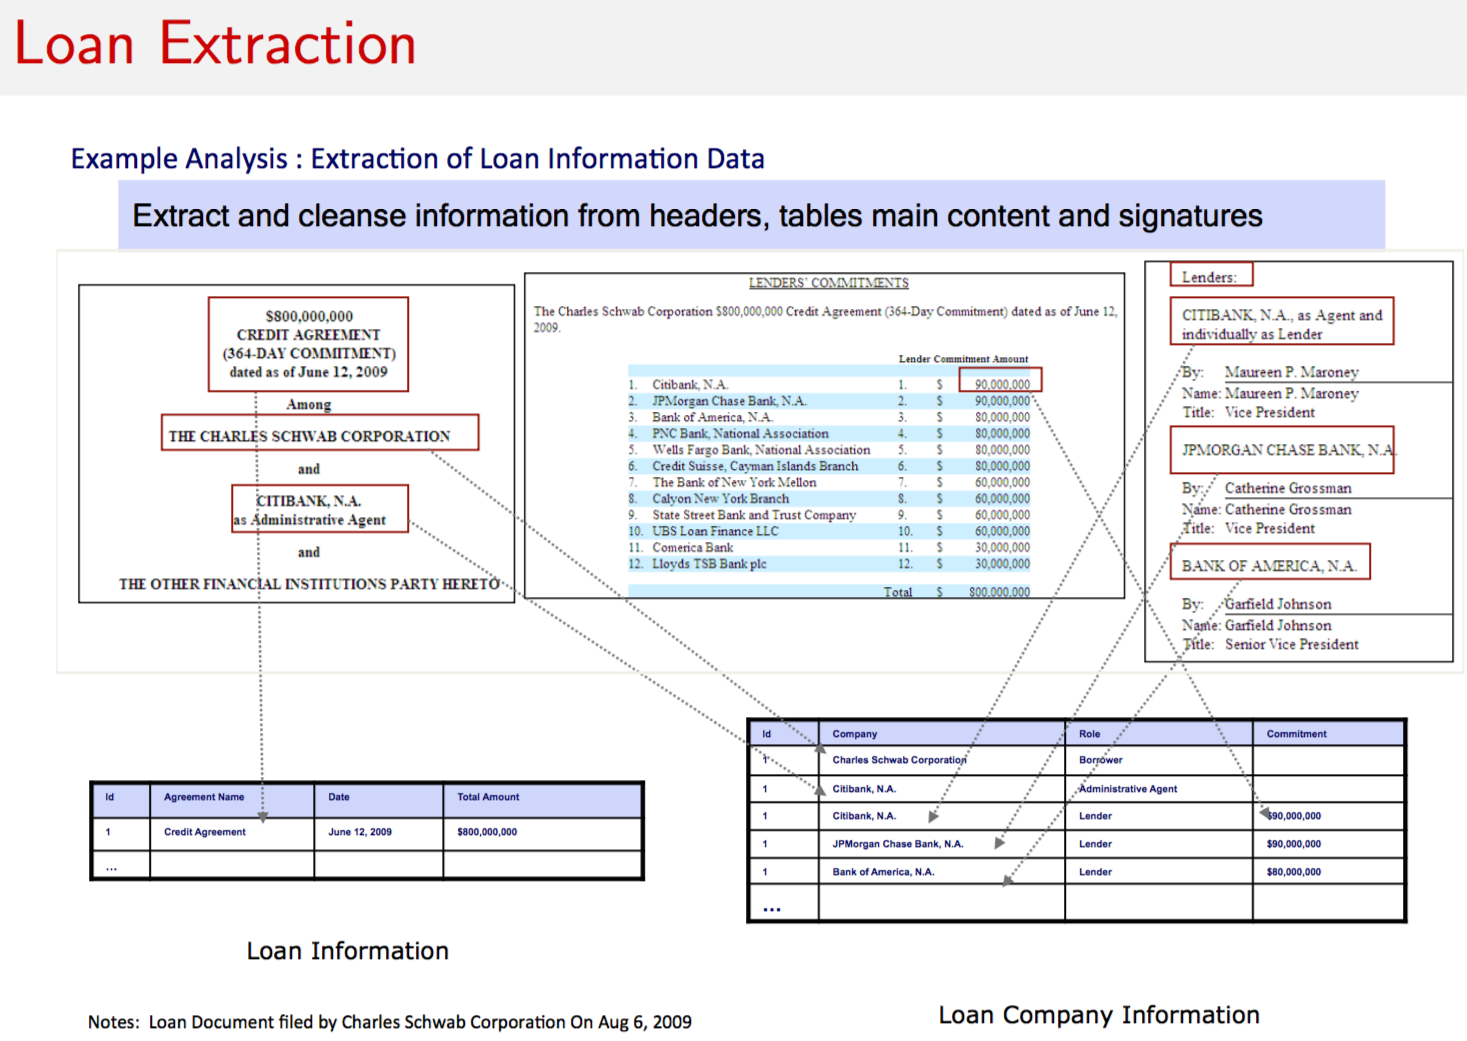 Loan Extraction
Example Analysis : Extraction of Loan Information Data
Extract and cleanse information from headers, tables main content and signatures
$800,000,000
CREDIT AGREEMENT
(364-DAY COMMITMENT)
dated as of June 12, 2009
Among
THE CHARLES SCHWAB CORPORATION
and
CITIBANK, N.A.
as Administrative Agent
and
THE OTHER FINANCIAL INSTITUTIONS PARTY HERETO
LENDERS' COMMITMENTS
The Charles Schwab Corporation $800,000,000 Credit Agreement (364-Day Commitment) dated as of June 12,
2009.
Lender Commitment Amount
1. Citibank, N.A. 1. $ 90,000,000
2. JPMorgan Chase Bank, N.A. 2. $ 90,000,000
3. Bank of America, N.A. 3. $ 80,000,000
4. PNC Bank, National Association 4. $ 80,000,000
5. Wells Fargo Bank, National Association 5. $ 80,000,000
6. Credit Suisse, Cayman Islands Branch 6. $ 80,000,000
7. The Bank of New York Mellon 7. $ 60,000,000
8. Calyon New York Branch 8. $ 60,000,000
9. State Street Bank and Trust Company 9. $ 60,000,000
10. UBS Loan Finance LLC 10. $ 60,000,000
11. Comerica Bank 11. $ 30,000,000
12. Lloyds TSB Bank plc 12. $ 30,000,000
Total $ 800,000,000
Lenders:
CITIBANK, N.A., as Agent and
individually as Lender
By: Maureen P. Maroney
Name: Maureen P. Maroney
Title: Vice President
JPMORGAN CHASE BANK, N.A.
By: Catherine Grossman
Name: Catherine Grossman
Title: Vice President
BANK OF AMERICA, N.A.
By: Garfield Johnson
Name: Garfield Johnson
Title: Senior Vice President
Id Agreement Name Date Total Amount
1 Credit Agreement June 12, 2009 $800,000,000
...
Loan Information
Id Company Role Commitment
1 Charles Schwab Corporation Borrower
1 Citibank, N.A. Administrative Agent
1 Citibank, N.A. Lender $90,000,000
1 JPMorgan Chase Bank, N.A. Lender $90,000,000
1 Bank of America, N.A. Lender $80,000,000
...
Loan Company Information
Notes: Loan Document filed by Charles Schwab Corporation On Aug 6, 2009